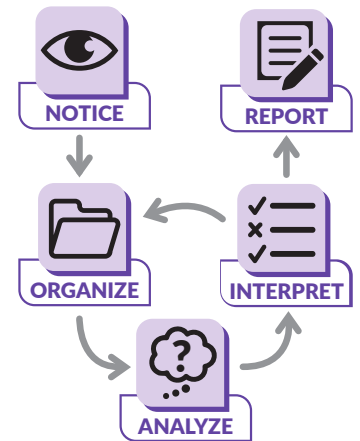 NOTICE
REPORT
ORGANIZE
INTERPRET
?
ANALYZE